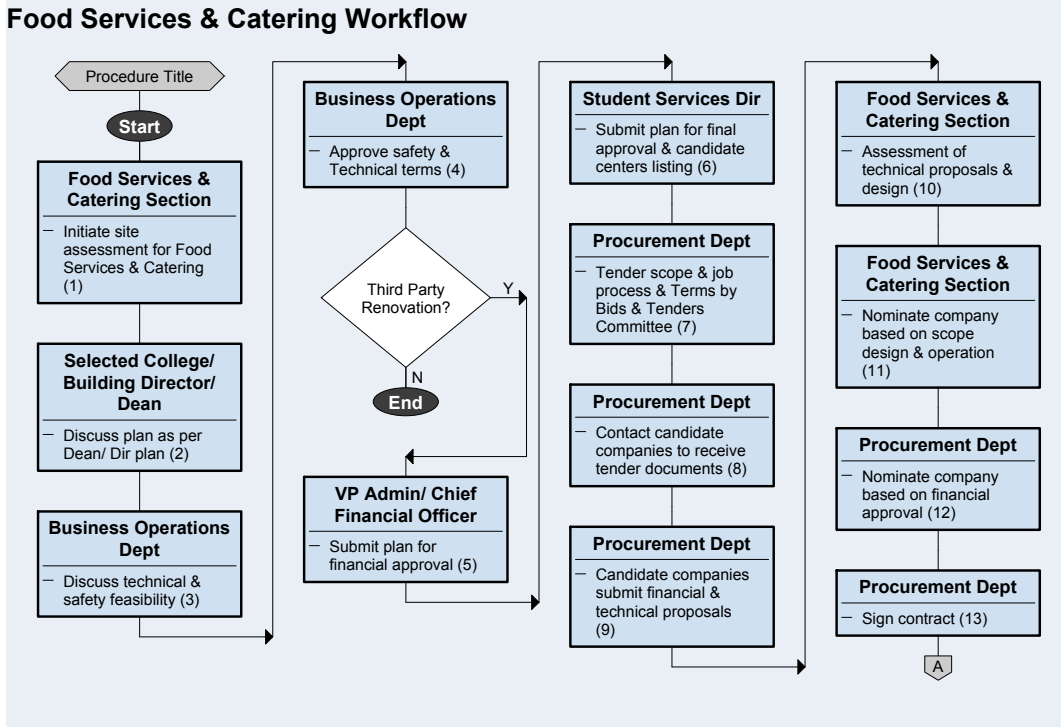 Food Services & Catering Workflow
Procedure Title
Start
Food Services &
Catering Section
– Initiate site
assessment for Food
Services & Catering
(1)
Selected College/
Building Director/
Dean
– Discuss plan as per
Dean/ Dir plan (2)
Business Operations
Dept
– Discuss technical &
safety feasibility (3)
Business Operations
Dept
– Approve safety &
Technical terms (4)
Third Party
Renovation?
Y
N
End
VP Admin/ Chief
Financial Officer
– Submit plan for
financial approval (5)
Student Services Dir
– Submit plan for final
approval & candidate
centers listing (6)
Procurement Dept
– Tender scope & job
process & Terms by
Bids & Tenders
Committee (7)
Procurement Dept
– Contact candidate
companies to receive
tender documents (8)
Procurement Dept
– Candidate companies
submit financial &
technical proposals
(9)
Food Services &
Catering Section
– Assessment of
technical proposals &
design (10)
Food Services &
Catering Section
– Nominate company
based on scope
design & operation
(11)
Procurement Dept
– Nominate company
based on financial
approval (12)
Procurement Dept
– Sign contract (13)
A